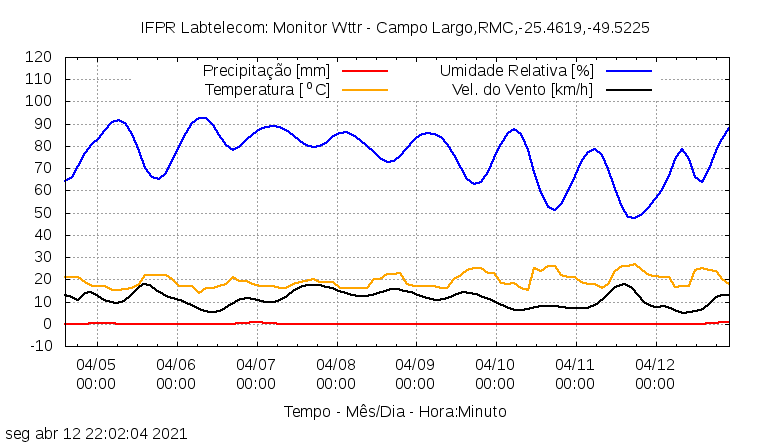 IFPR Labtelecom: Monitor Wttr - Campo Largo,RMC,-25.4619,-49.5225
120
110
100
90
80
70
60
50
40
30
20
10
0
-10
Precipitação [mm]
Temperatura [⁰C]
Umidade Relativa [%]
Vel. do Vento [km/h]
04/05 04/06 04/07 04/08 04/09 04/10 04/11 04/12
00:00 00:00 00:00 00:00 00:00 00:00 00:00 00:00
Tempo - Mês/Dia - Hora:Minuto
seg abr 12 22:02:04 2021